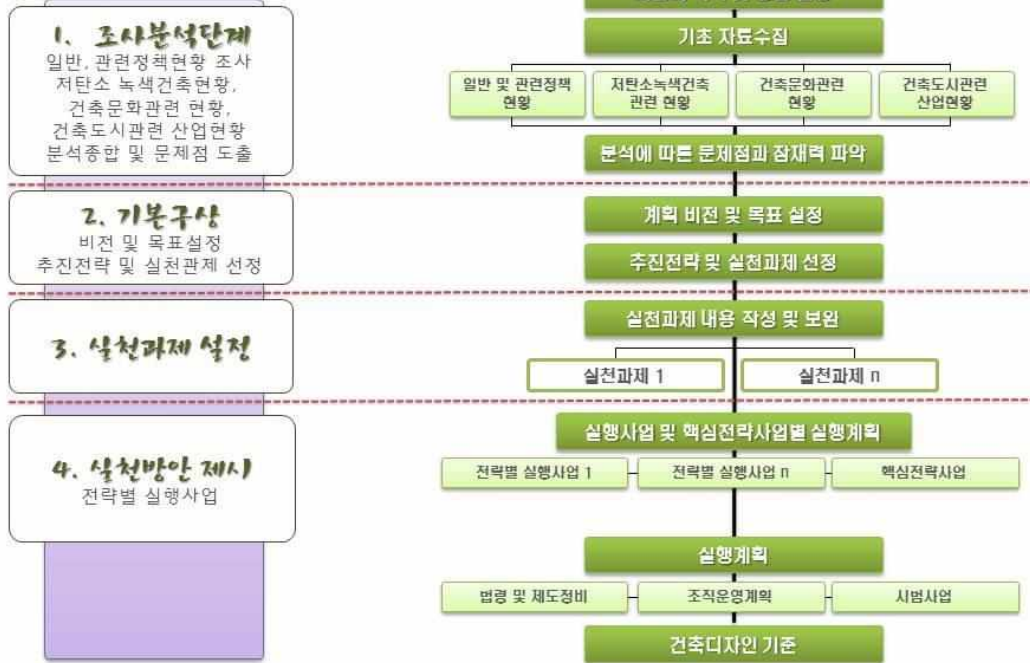 1. 조사분석단계
일반, 관련정책현황 조사
저탄소 녹색건축현황,
건축문화관련 현황,
건축도시관련 산업현황
분석종합 및 문제점 도출
기초 자료수집
일반 및 관련정책
현황
저탄소녹색건축
관련 현황
건축문화관련
현황
건축도시관련
산업현황
분석에 따른 문제점과 잠재력 파악
2. 기본구상
비전 및 목표설정
추진전략 및 실천관제 선정
계획 비전 및 목표 설정
추진전략 및 실천과제 선정
3. 실천과제 설정
실천과제 내용 작성 및 보완
실천과제 1
실천과제 n
4. 실천방안 제시
전략별 실행사업
실행사업 및 핵심전략사업별 실행계획
전략별 실행사업 1
전략별 실행사업 n
핵심전략사업
실행계획
법령 및 제도정비
조직운영계획
시범사업
건축디자인 기준